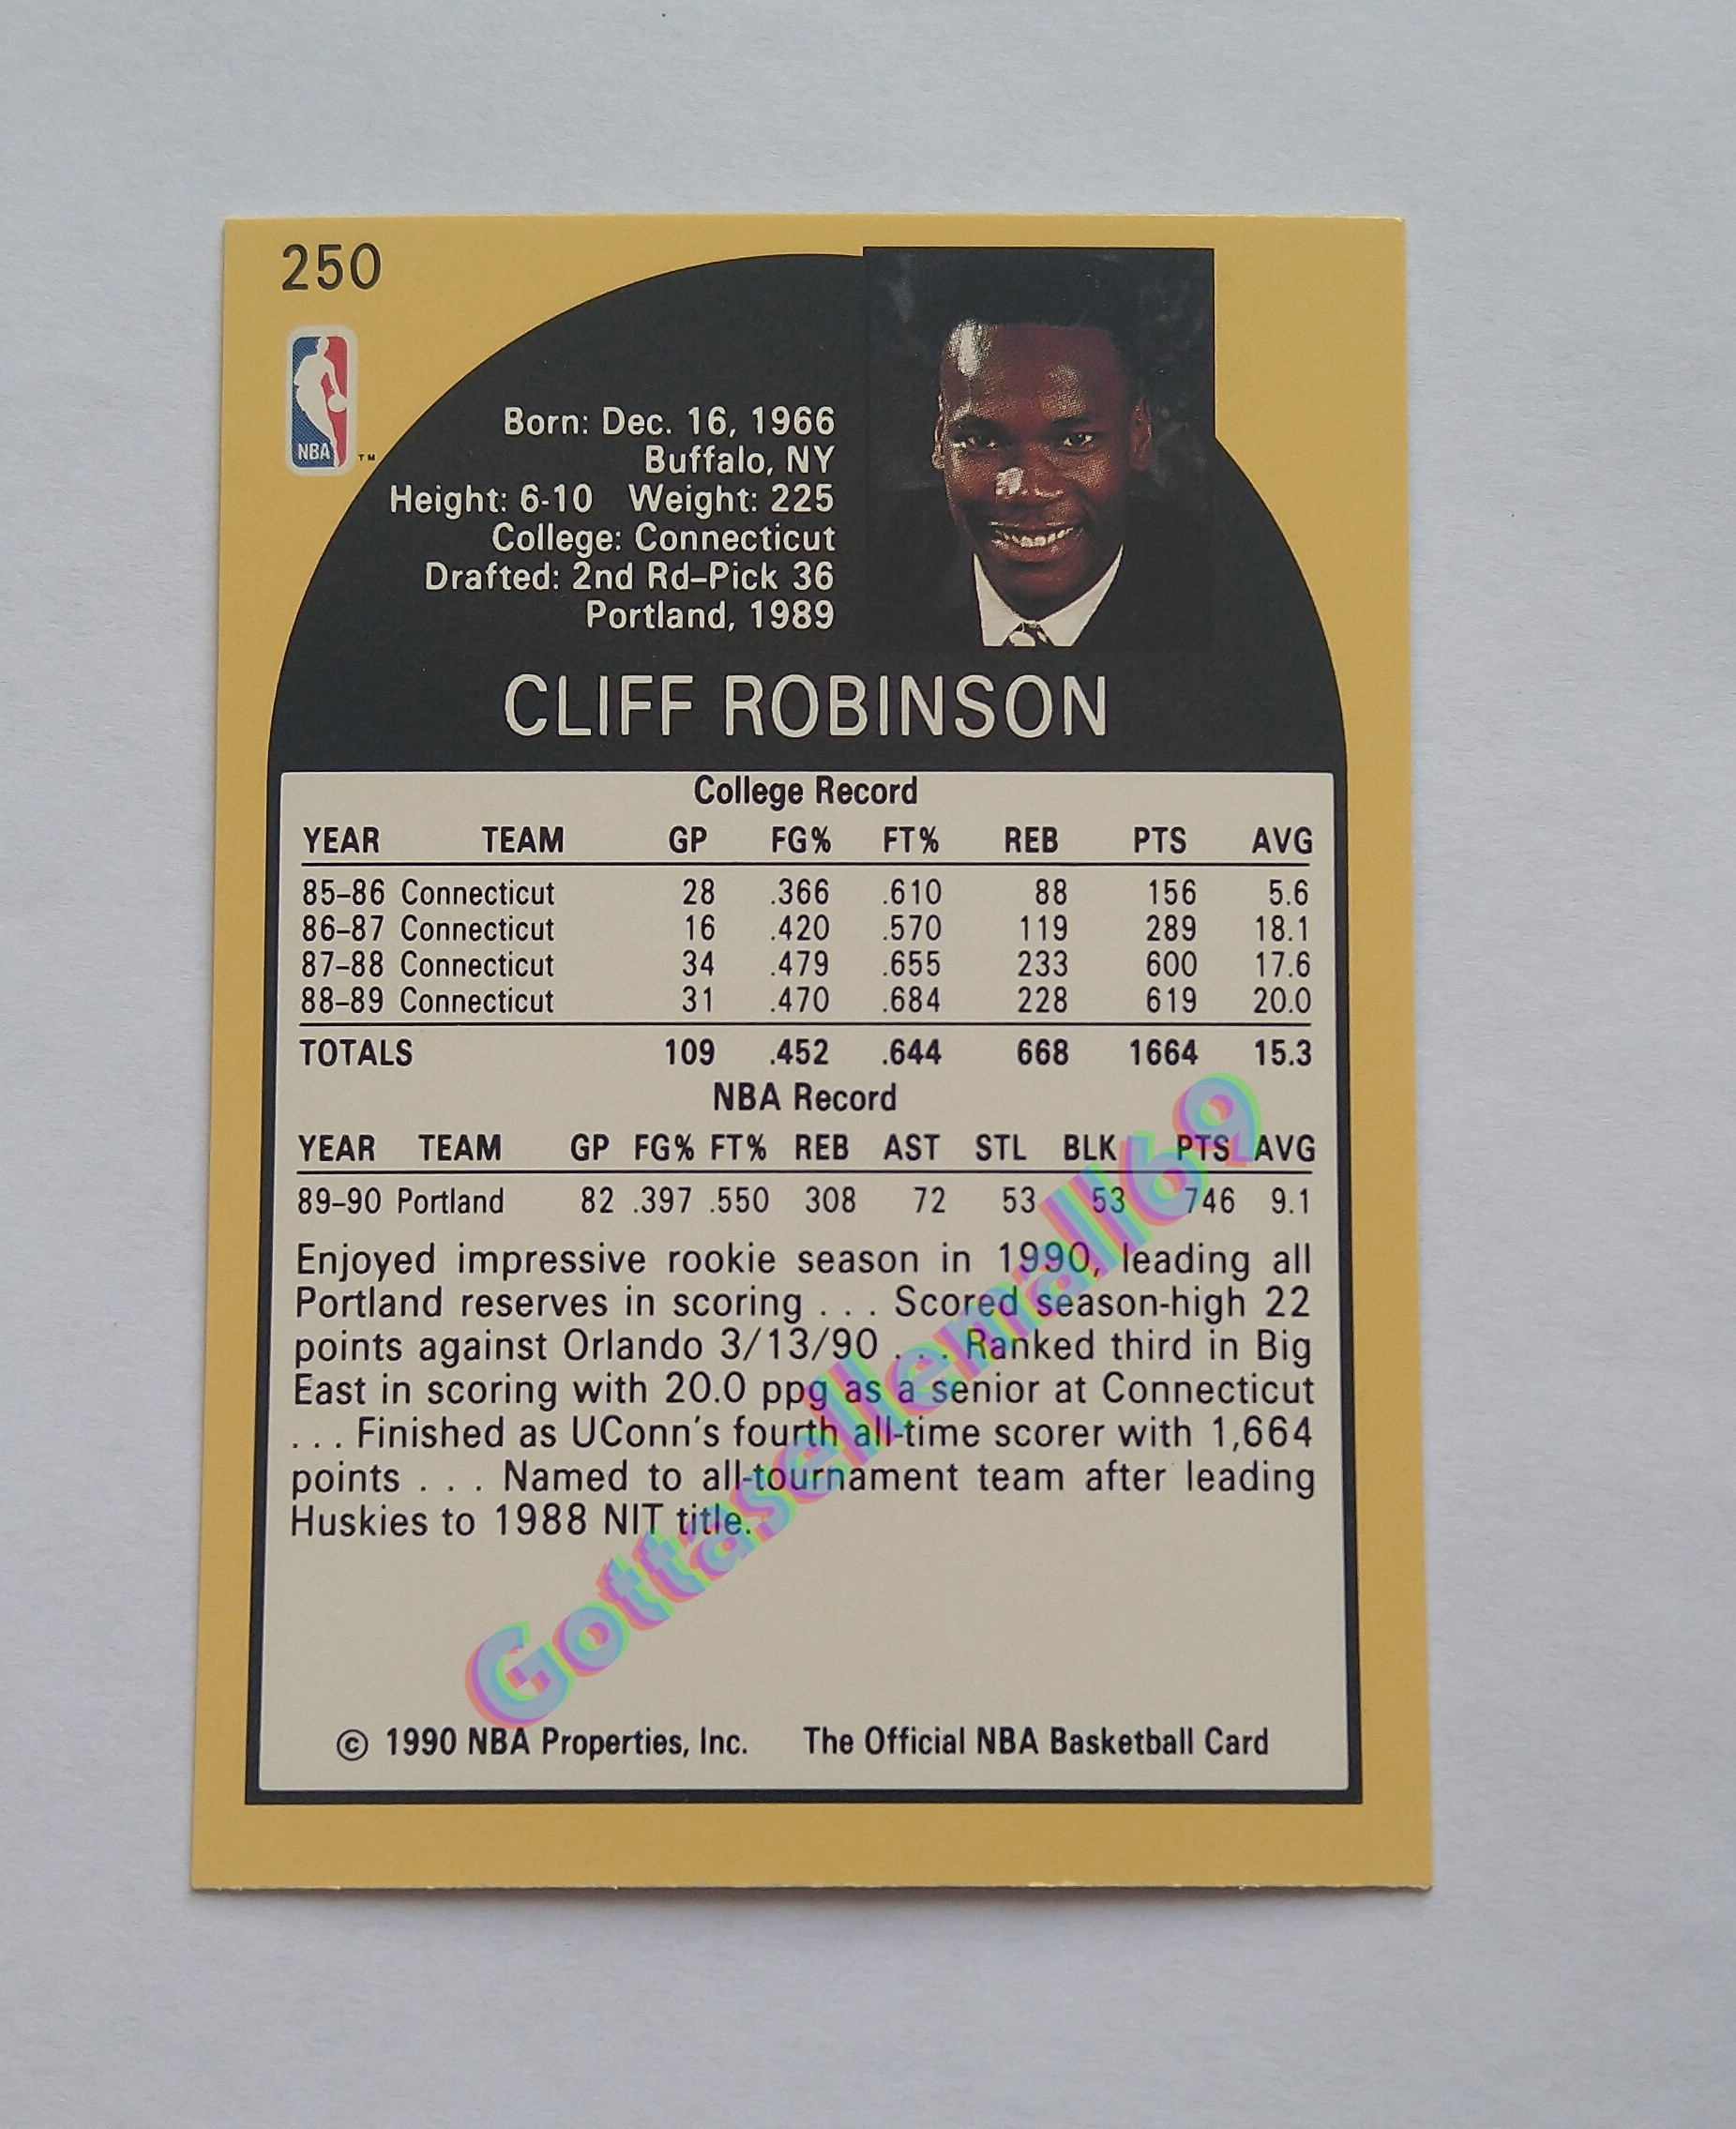 250
NBA ™
Born: Dec. 16, 1966
Buffalo, NY
Height: 6-10 Weight: 225
College: Connecticut
Drafted: 2nd Rd–Pick 36
Portland, 1989
CLIFF ROBINSON
College Record
YEAR TEAM GP FG% FT% REB PTS AVG
85–86 Connecticut 28 .366 .610 88 156 5.6
86–87 Connecticut 16 .420 .570 119 289 18.1
87–88 Connecticut 34 .479 .655 233 600 17.6
88–89 Connecticut 31 .470 .684 228 619 20.0
TOTALS 109 .452 .644 668 1664 15.3
NBA Record
YEAR TEAM GP FG% FT% REB AST STL BLK PTS AVG
89–90 Portland 82 .397 .550 308 72 53 53 746 9.1
Enjoyed impressive rookie season in 1990, leading all
Portland reserves in scoring . . . Scored season-high 22
points against Orlando 3/13/90 . . . Ranked third in Big
East in scoring with 20.0 ppg as a senior at Connecticut
. . . Finished as UConn's fourth all-time scorer with 1,664
points . . . Named to all-tournament team after leading
Huskies to 1988 NIT title.
Gottasellemall69
© 1990 NBA Properties, Inc. The Official NBA Basketball Card